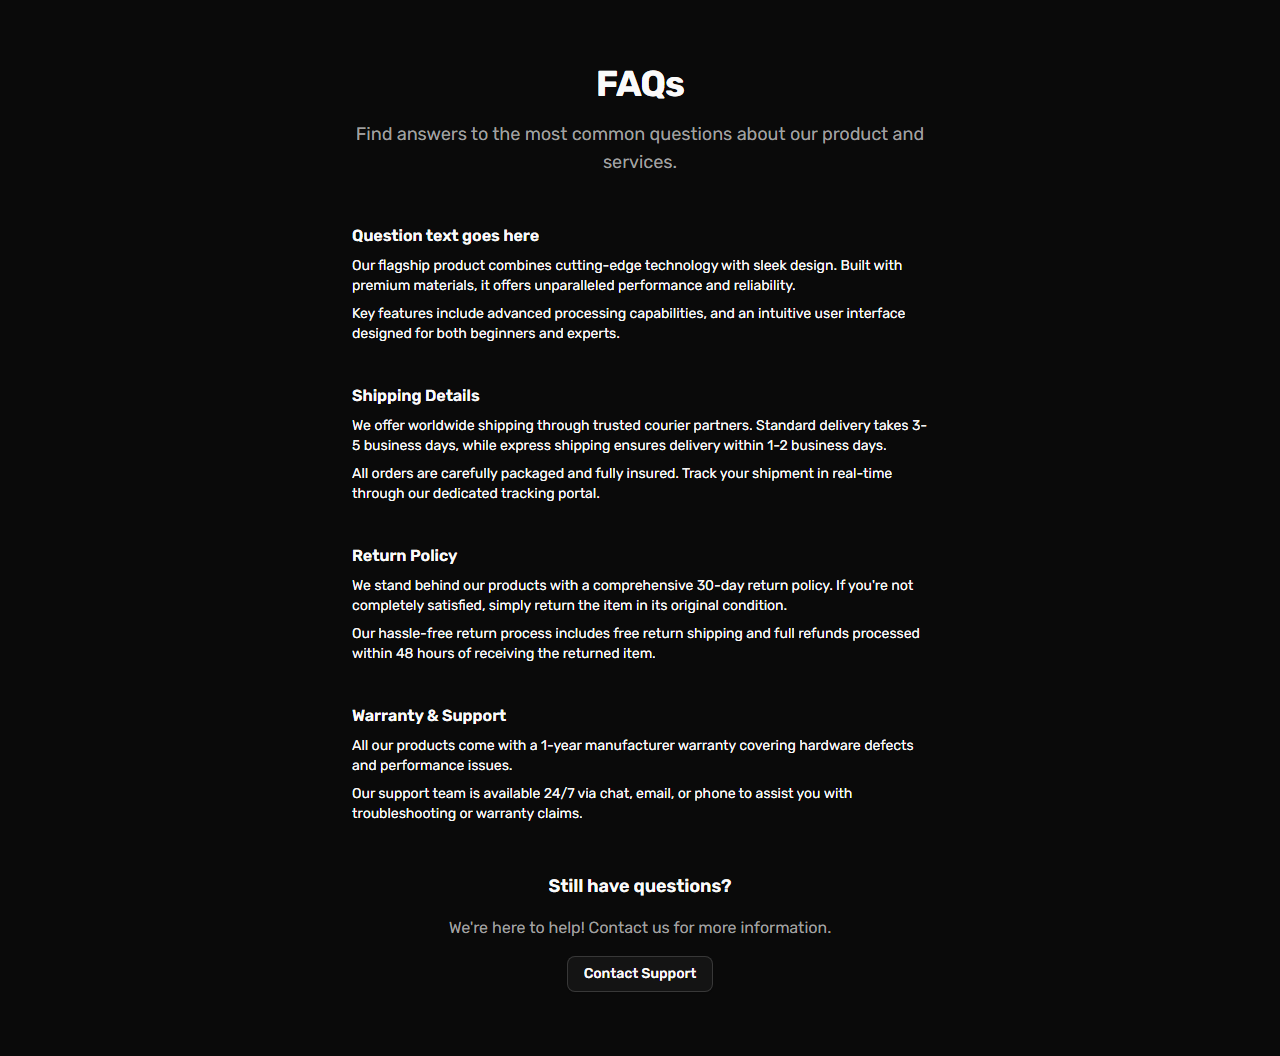 FAQs
Find answers to the most common questions about our product and
services.
Question text goes here
Our flagship product combines cutting-edge technology with sleek design. Built with
premium materials, it offers unparalleled performance and reliability.
Key features include advanced processing capabilities, and an intuitive user interface
designed for both beginners and experts.
Shipping Details
We offer worldwide shipping through trusted courier partners. Standard delivery takes 3-
5 business days, while express shipping ensures delivery within 1-2 business days.
All orders are carefully packaged and fully insured. Track your shipment in real-time
through our dedicated tracking portal.
Return Policy
We stand behind our products with a comprehensive 30-day return policy. If you're not
completely satisfied, simply return the item in its original condition.
Our hassle-free return process includes free return shipping and full refunds processed
within 48 hours of receiving the returned item.
Warranty & Support
All our products come with a 1-year manufacturer warranty covering hardware defects
and performance issues.
Our support team is available 24/7 via chat, email, or phone to assist you with
troubleshooting or warranty claims.
Still have questions?
We're here to help! Contact us for more information.
Contact Support